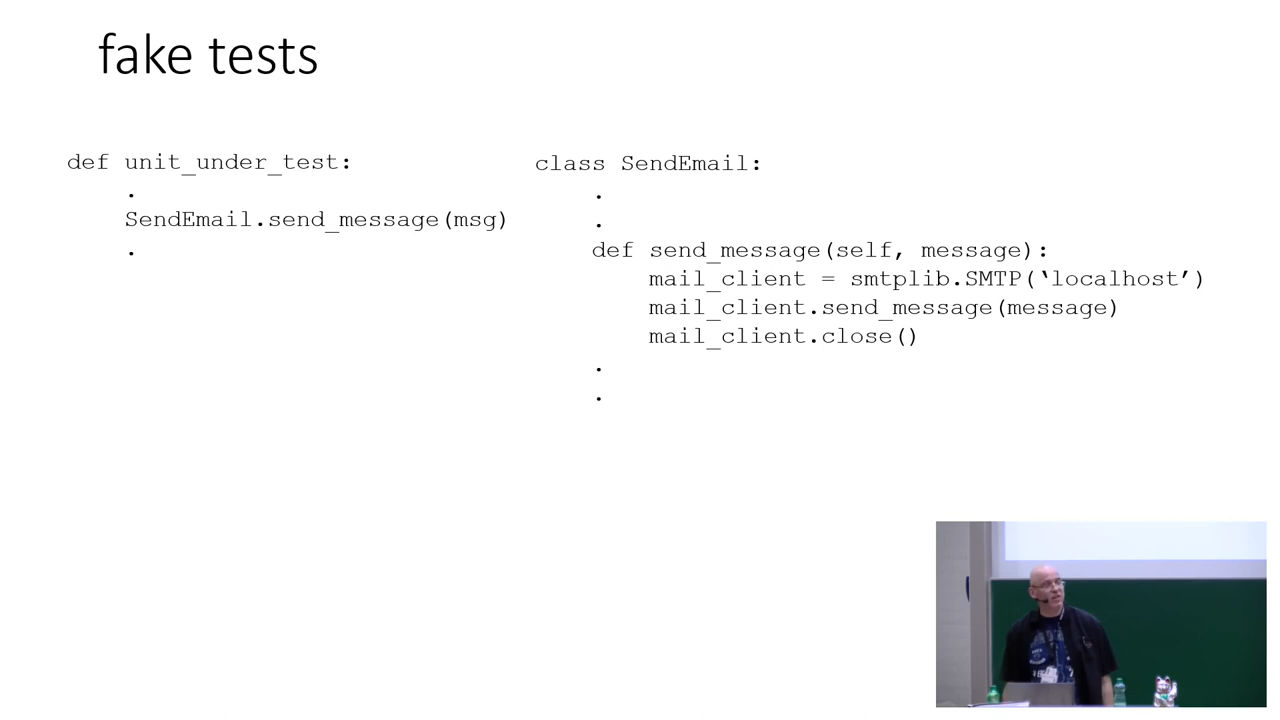 fake tests
def unit_under_test:
.
SendEmail.send_message(msg)
.
class SendEmail:
.
.
def send_message(self, message):
mail_client = smtplib.SMTP(‘localhost’)
mail_client.send_message(message)
mail_client.close()
.
.